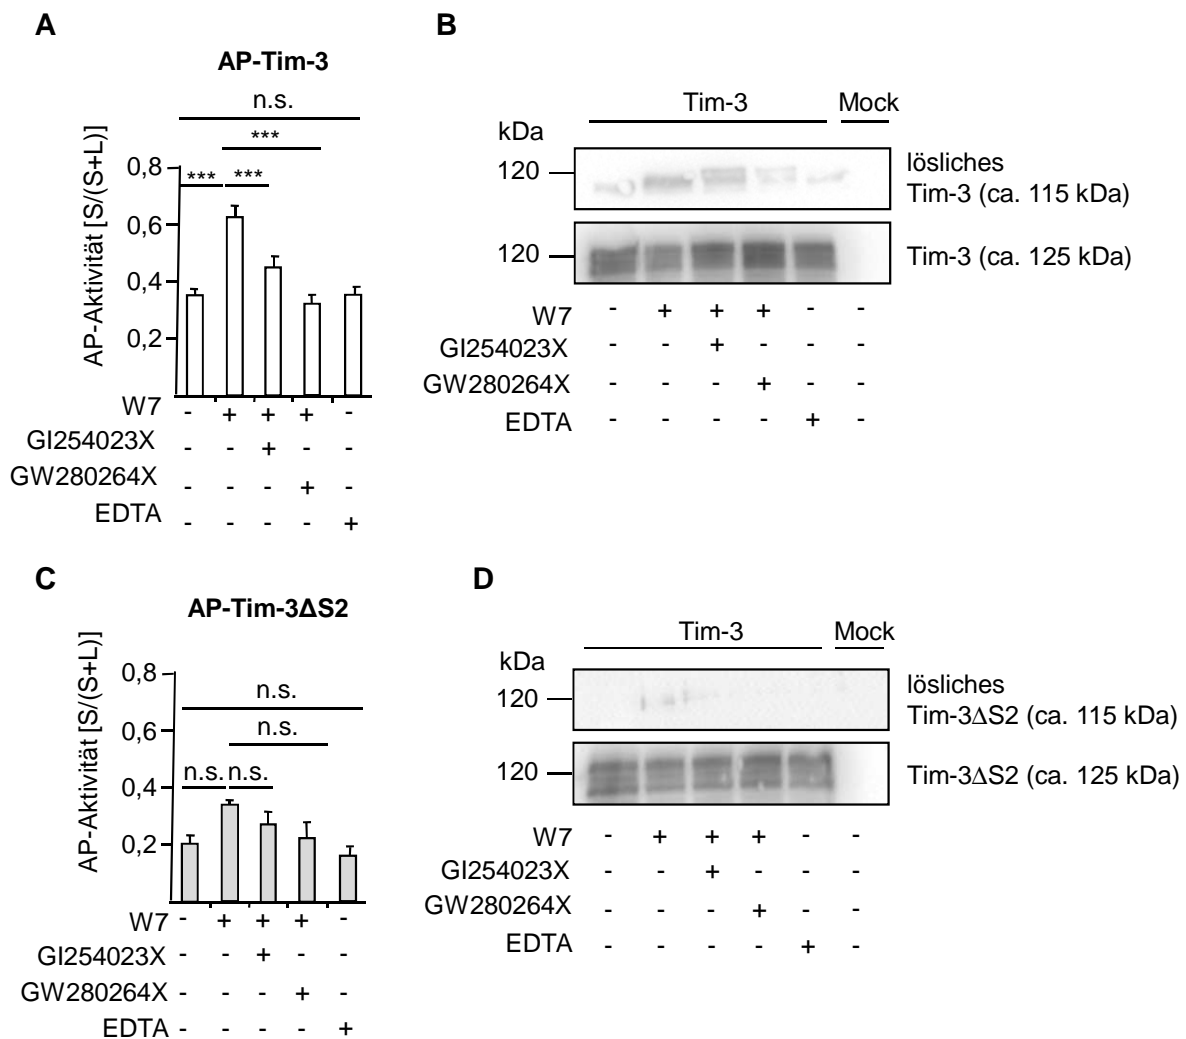 A
AP-Tim-3
n.s.
***
*** ***
AP-Aktivität [S/(S+L)]
0,8
0,6
0,4
0,2
W7 - + + + -
GI254023X - - + - -
GW280264X - - - + -
EDTA - - - - +
B
Tim-3 Mock
kDa
120
lösliches
Tim-3 (ca. 115 kDa)
120
Tim-3 (ca. 125 kDa)
W7 - + + + - -
GI254023X - - + - - -
GW280264X - - - + - -
EDTA - - - - + -
C
AP-Tim-3ΔS2
n.s.
n.s.
n.s. n.s.
AP-Aktivität [S/(S+L)]
0,8
0,6
0,4
0,2
W7 - + + + -
GI254023X - - + - -
GW280264X - - - + -
EDTA - - - - +
D
Tim-3 Mock
kDa
120
lösliches
Tim-3ΔS2 (ca. 115 kDa)
120
Tim-3ΔS2 (ca. 125 kDa)
W7 - + + + - -
GI254023X - - + - - -
GW280264X - - - + - -
EDTA - - - - + -